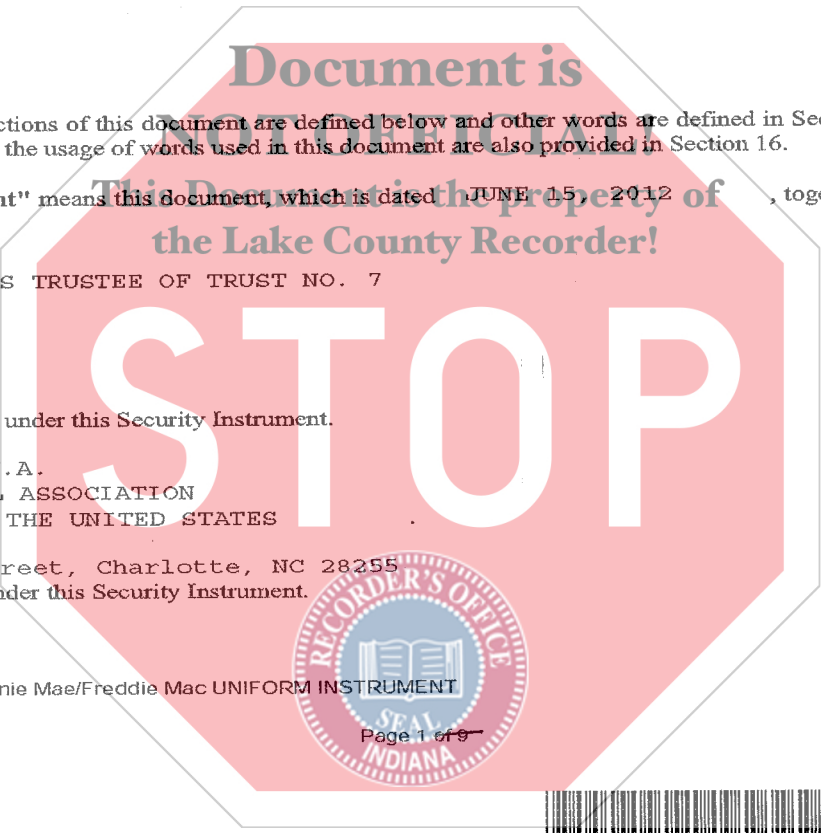 Document is
ctions of this document are defined below and other words are defined in Sec
NOT OFFICIAL!
the usage of words used in this document are also provided in Section 16.
nt" means this document, which is dated JUNE 15, 2012 , toge
This Document is the property of
the Lake County Recorder!
S TRUSTEE OF TRUST NO. 7
STOP
under this Security Instrument.
.A.
ASSOCIATION
THE UNITED STATES .
reet, Charlotte, NC 28255
nder this Security Instrument.
RECORDER'S OFFICE
nie Mae/Freddie Mac UNIFORM INSTRUMENT
SEAL
Page 1 of 9
INDIANA